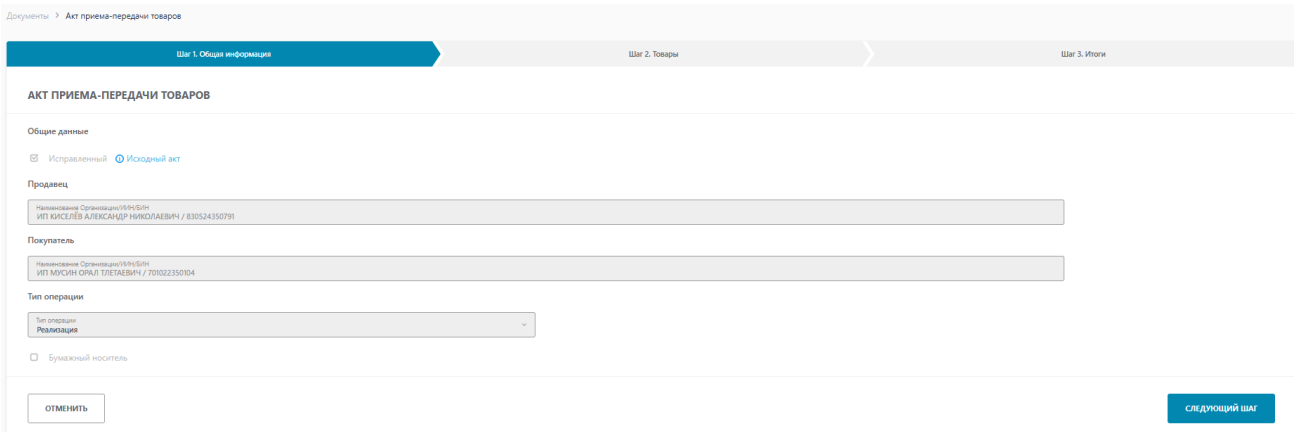 Документы > Акт приема-передачи товаров
Шаг 1. Общая информация
Шаг 2. Товары
Шаг 3. Итоги
АКТ ПРИЕМА-ПЕРЕДАЧИ ТОВАРОВ
Общие данные
Исправленный Исходный акт
Продавец
Наименование Организации/ИИН/БИН
ИП КИСЕЛЁВ АЛЕКСАНДР НИКОЛАЕВИЧ / 830524350791
Покупатель
Наименование Организации/ИИН/БИН
ИП МУСИН ОРАЛ ТЛЕТАЕВИЧ / 701022350104
Тип операции
Тип операции
Реализация
Бумажный носитель
ОТМЕНИТЬ
СЛЕДУЮЩИЙ ШАГ